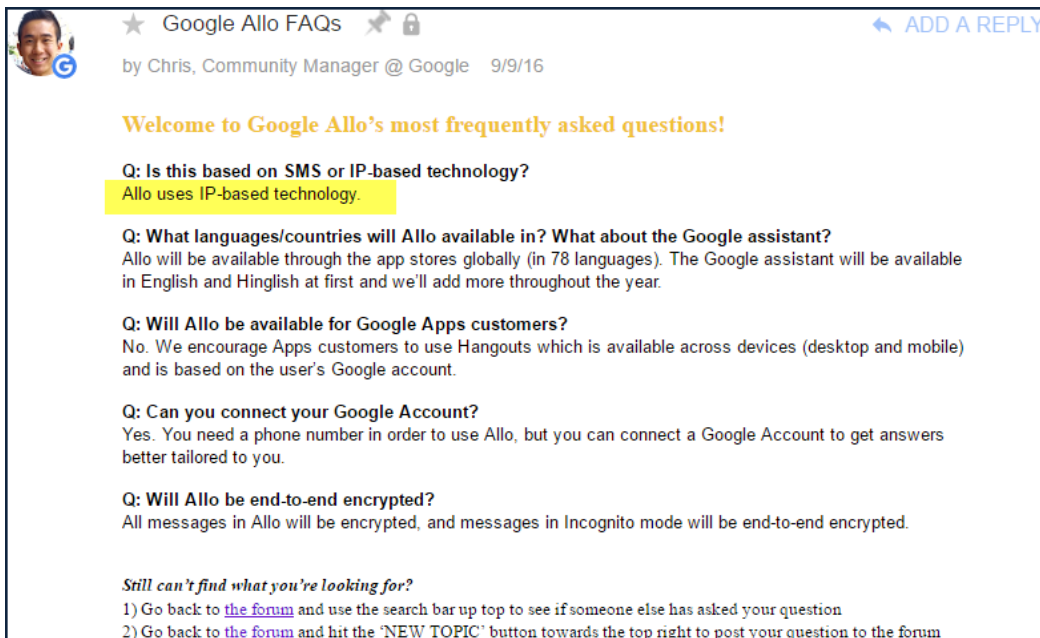 Google Allo FAQs
ADD A REPLY
by Chris, Community Manager @ Google 9/9/16
Welcome to Google Allo's most frequently asked questions!
Q: Is this based on SMS or IP-based technology?
Allo uses IP-based technology.
Q: What languages/countries will Allo available in? What about the Google assistant?
Allo will be available through the app stores globally (in 78 languages). The Google assistant will be available
in English and Hinglish at first and we'll add more throughout the year.
Q: Will Allo be available for Google Apps customers?
No. We encourage Apps customers to use Hangouts which is available across devices (desktop and mobile)
and is based on the user's Google account.
Q: Can you connect your Google Account?
Yes. You need a phone number in order to use Allo, but you can connect a Google Account to get answers
better tailored to you.
Q: Will Allo be end-to-end encrypted?
All messages in Allo will be encrypted, and messages in Incognito mode will be end-to-end encrypted.
Still can't find what you're looking for?
1) Go back to the forum and use the search bar up top to see if someone else has asked your question
2) Go back to the forum and hit the 'NEW TOPIC' button towards the top right to post your question to the forum